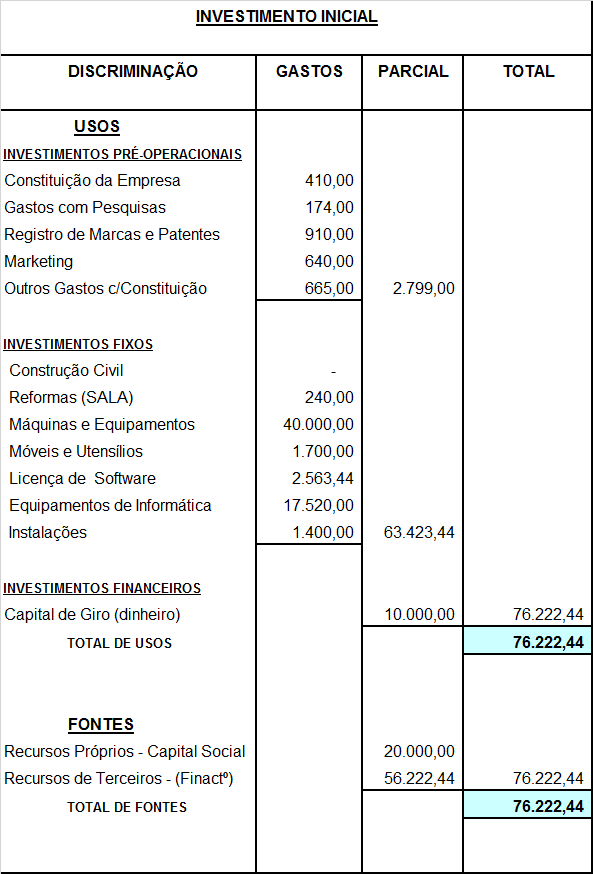 INVESTIMENTO INICIAL
DISCRIMINAÇÃO GASTOS PARCIAL TOTAL
USOS
INVESTIMENTOS PRÉ-OPERACIONAIS
Constituição da Empresa 410,00
Gastos com Pesquisas 174,00
Registro de Marcas e Patentes 910,00
Marketing 640,00
Outros Gastos c/Constituição 665,00 2.799,00
INVESTIMENTOS FIXOS
Construção Civil -
Reformas (SALA) 240,00
Máquinas e Equipamentos 40.000,00
Móveis e Utensílios 1.700,00
Licença de Software 2.563,44
Equipamentos de Informática 17.520,00
Instalações 1.400,00 63.423,44
INVESTIMENTOS FINANCEIROS
Capital de Giro (dinheiro) 10.000,00 76.222,44
TOTAL DE USOS 76.222,44
FONTES
Recursos Próprios - Capital Social 20.000,00
Recursos de Terceiros - (Finactº) 56.222,44 76.222,44
TOTAL DE FONTES 76.222,44